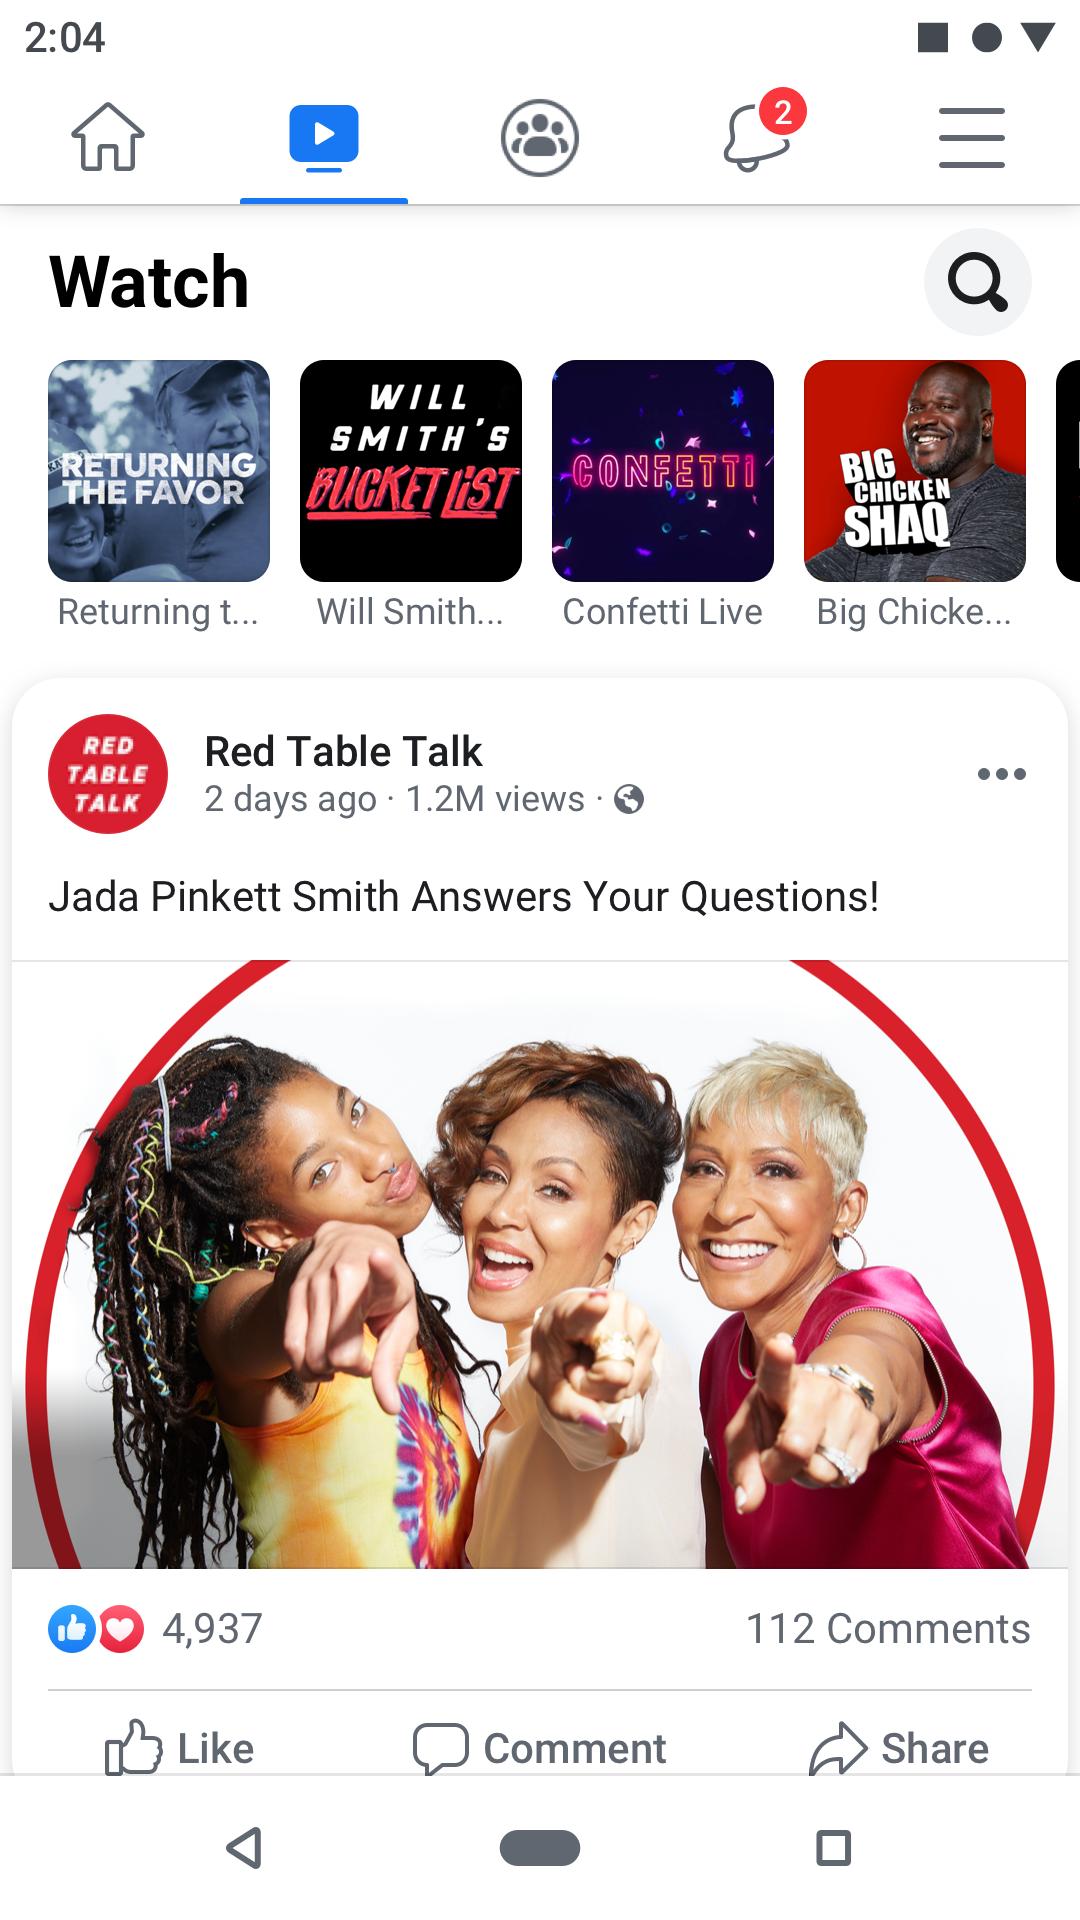 2:04
2
Watch
RETURNING
THE FAVOR
WILL
SMITH'S
BUCKET LIST
CONFETTI
BIG
CHICKEN
SHAQ
Returning t...
Will Smith...
Confetti Live
Big Chicke...
RED
TABLE
TALK
Red Table Talk
2 days ago · 1.2M views ·
Jada Pinkett Smith Answers Your Questions!
4,937
112 Comments
Like
Comment
Share